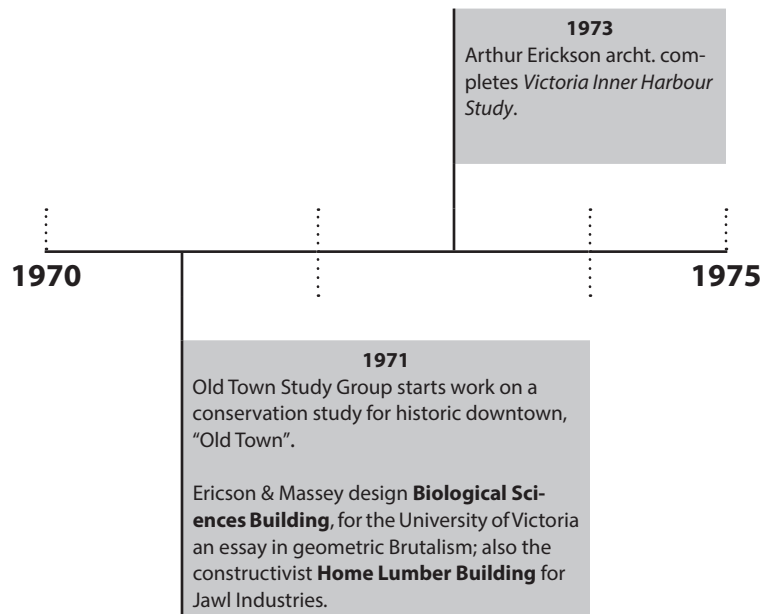 1973
Arthur Erickson archt. com-
pletes Victoria Inner Harbour
Study.
1970
1975
1971
Old Town Study Group starts work on a
conservation study for historic downtown,
“Old Town”.
Ericson & Massey design Biological Sci-
ences Building, for the University of Victoria
an essay in geometric Brutalism; also the
constructivist Home Lumber Building for
Jawl Industries.